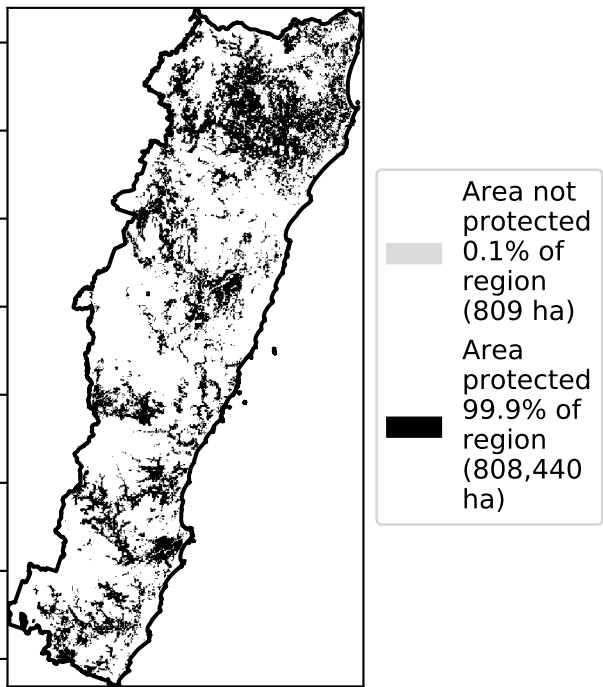 Area not
protected
0.1% of
region
(809 ha)
Area
protected
99.9% of
region
(808,440
ha)